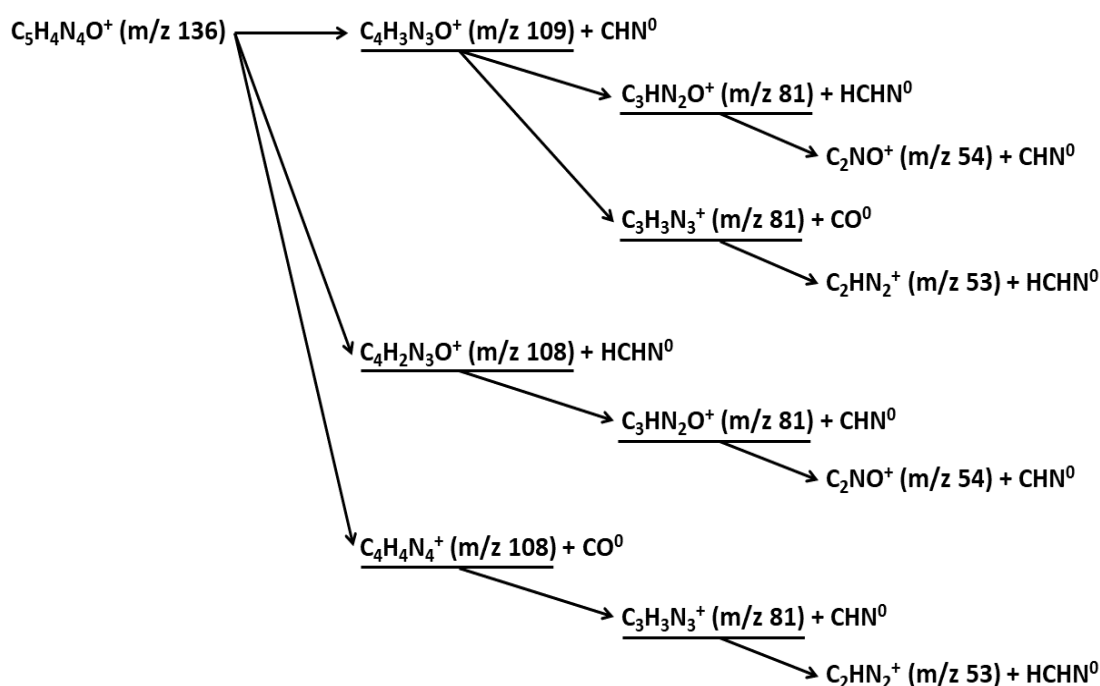 C₅H₄N₄O⁺ (m/z 136)
C₄H₃N₃O⁺ (m/z 109) + CHN⁰
C₃HN₂O⁺ (m/z 81) + HCHN⁰
C₂NO⁺ (m/z 54) + CHN⁰
C₃H₃N₃⁺ (m/z 81) + CO⁰
C₂HN₂⁺ (m/z 53) + HCHN⁰
C₄H₂N₃O⁺ (m/z 108) + HCHN⁰
C₃HN₂O⁺ (m/z 81) + CHN⁰
C₂NO⁺ (m/z 54) + CHN⁰
C₄H₄N₄⁺ (m/z 108) + CO⁰
C₃H₃N₃⁺ (m/z 81) + CHN⁰
C₂HN₂⁺ (m/z 53) + HCHN⁰